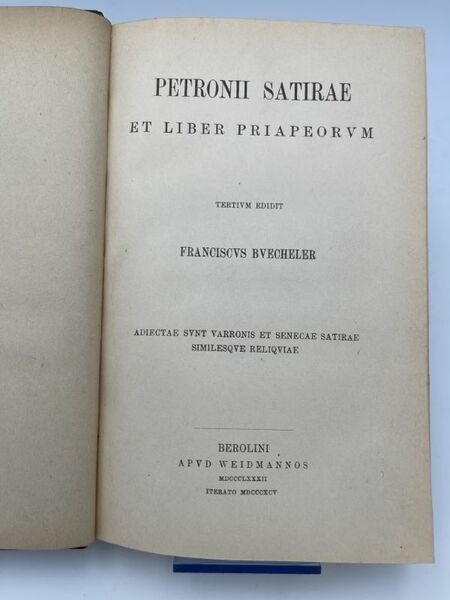 PETRONII SATIRAE
ET LIBER PRIAPEORVM
TERTIVM EDIDIT
FRANCISCVS BVECHELER
ADIECTAE SVNT VARRONIS ET SENECAE SATIRAE
SIMILESQVE RELIQVIAE
BEROLINI
APVD WEIDMANNOS
MDCCCLXXXII
ITERATO MDCCCXCV